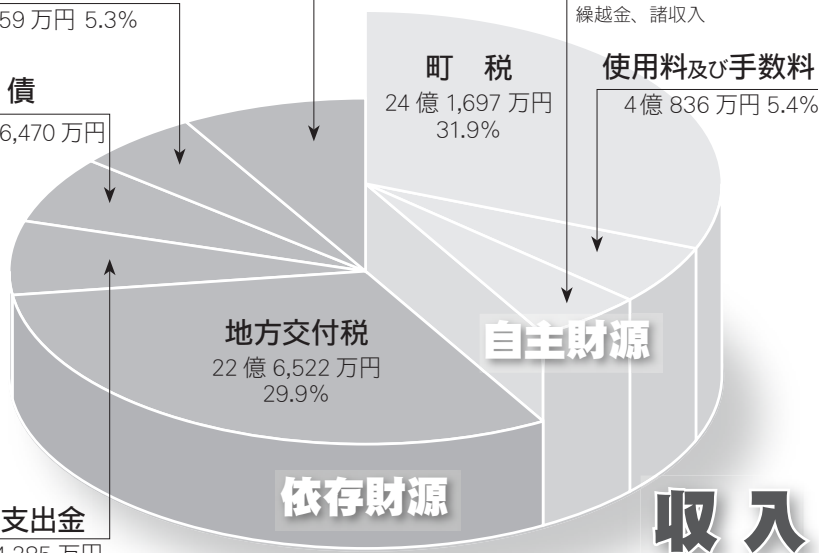 59 万円 5.3%
債
6,470 万円
繰越金、諸収入
町　税
24 億 1,697 万円
31.9%
使用料及び手数料
4億 836 万円 5.4%
地方交付税
22 億 6,522 万円
29.9%
自主財源
依存財源
支出金
収 入